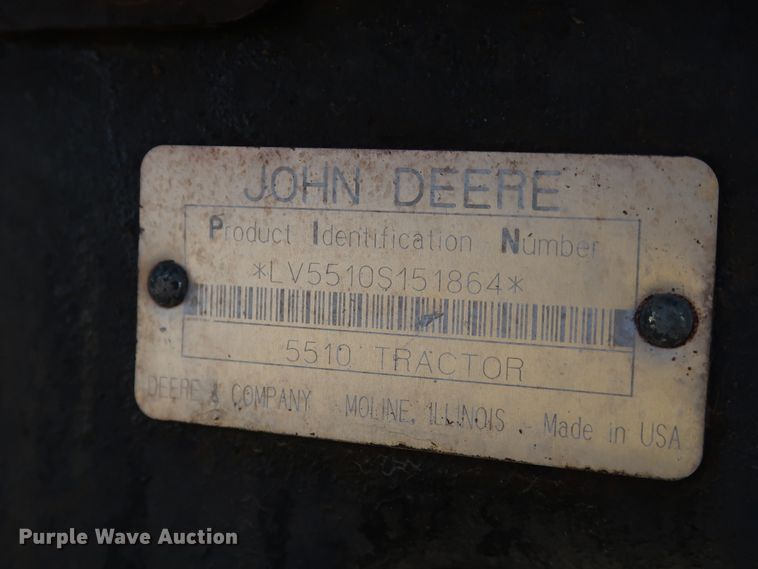 JOHN DEERE
Product Identification Number
*LV5510S151864*
5510 TRACTOR
DEERE & COMPANY MOLINE, ILLINOIS - Made in USA
Purple Wave Auction®